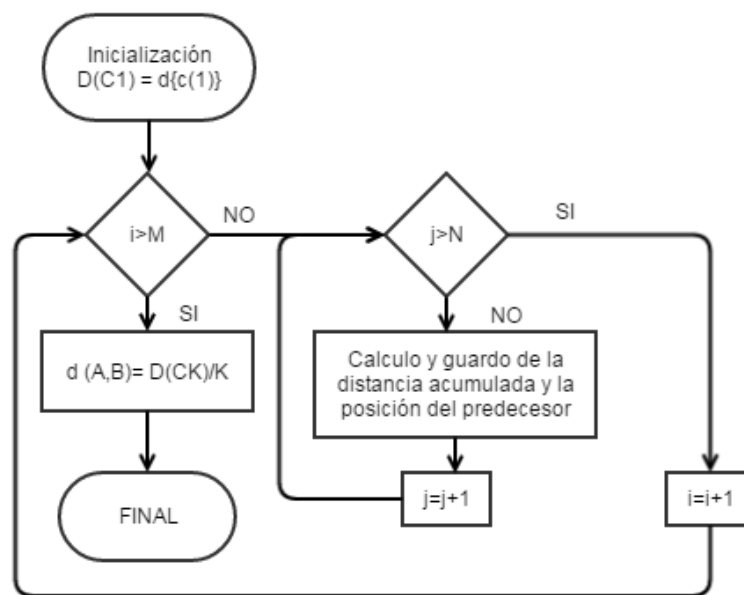 Inicialización
D(C1) = d{c(1)}
i>M
NO
j>N
SI
SI
NO
d (A,B)= D(CK)/K
Calculo y guardo de la
distancia acumulada y la
posición del predecesor
FINAL
j=j+1
i=i+1